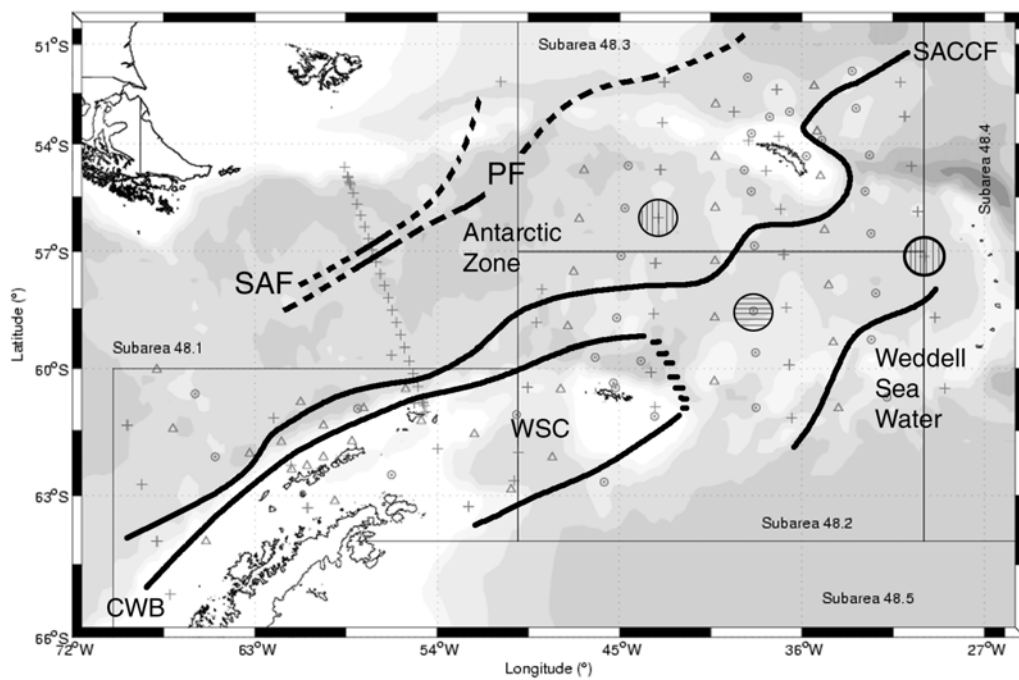 51°S
54°S
57°S
60°S
63°S
66°S
72°W
63°W
54°W
45°W
36°W
27°W
Latitude (°)
Longitude (°)
Subarea 48.3
SACCF
Subarea 48.4
PF
Antarctic
Zone
SAF
Subarea 48.1
Weddell
Sea
Water
WSC
Subarea 48.2
Subarea 48.5
CWB